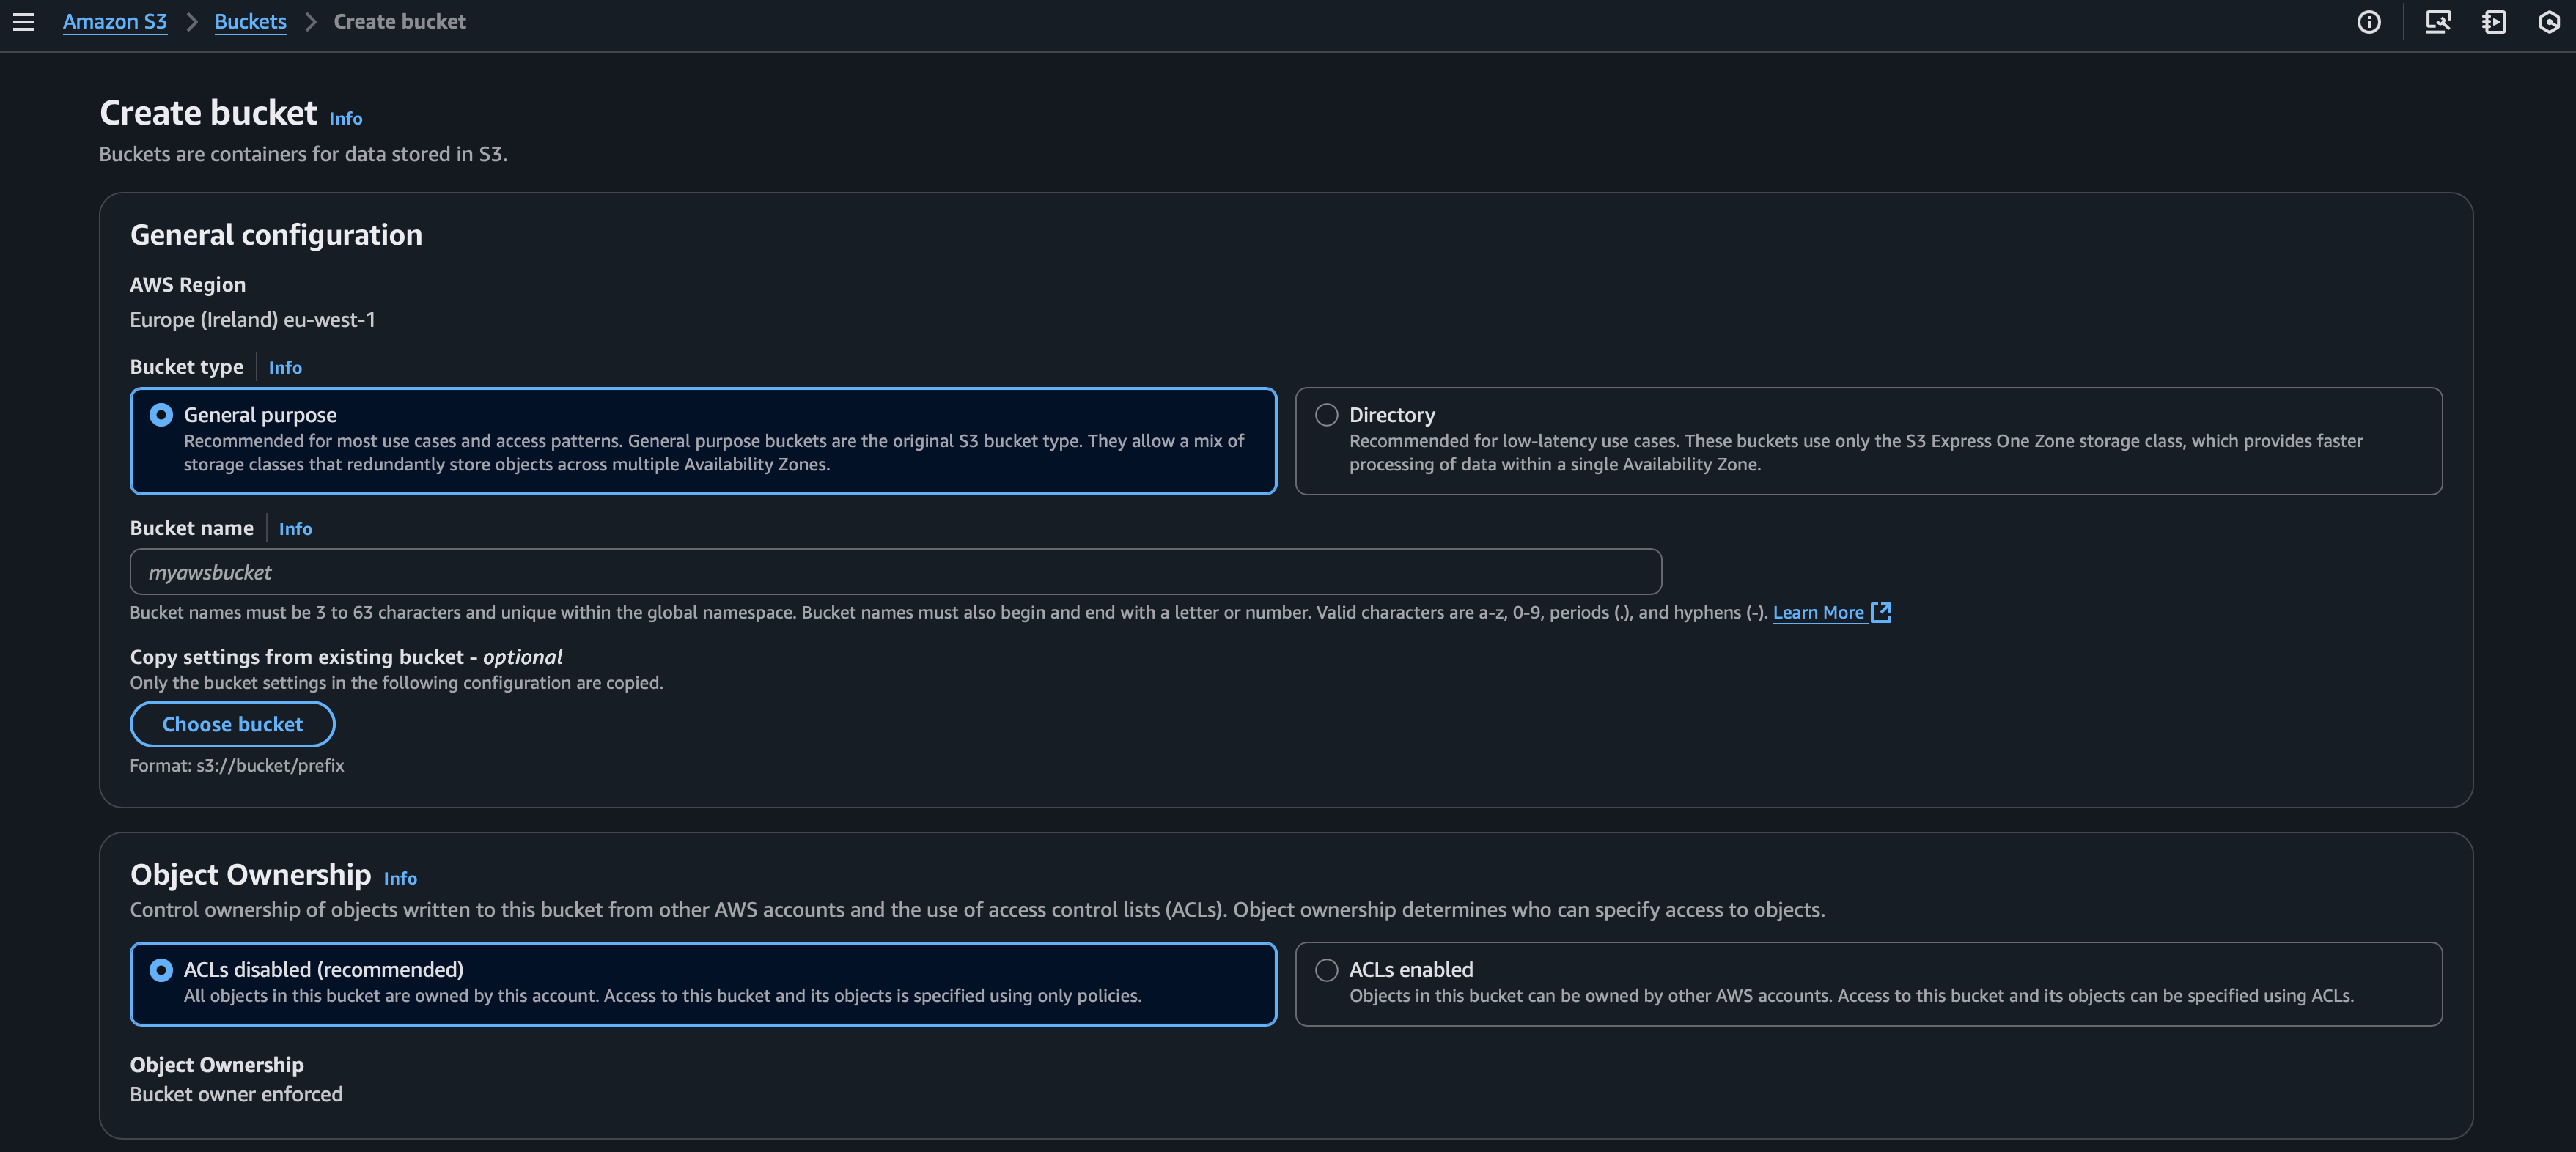 Amazon S3 > Buckets > Create bucket
Create bucket Info
Buckets are containers for data stored in S3.
General configuration
AWS Region
Europe (Ireland) eu-west-1
Bucket type Info
General purpose
Recommended for most use cases and access patterns. General purpose buckets are the original S3 bucket type. They allow a mix of
storage classes that redundantly store objects across multiple Availability Zones.
Directory
Recommended for low-latency use cases. These buckets use only the S3 Express One Zone storage class, which provides faster
processing of data within a single Availability Zone.
Bucket name Info
myawsbucket
Bucket names must be 3 to 63 characters and unique within the global namespace. Bucket names must also begin and end with a letter or number. Valid characters are a-z, 0-9, periods (.), and hyphens (-). Learn More
Copy settings from existing bucket - optional
Only the bucket settings in the following configuration are copied.
Choose bucket
Format: s3://bucket/prefix
Object Ownership Info
Control ownership of objects written to this bucket from other AWS accounts and the use of access control lists (ACLs). Object ownership determines who can specify access to objects.
ACLs disabled (recommended)
All objects in this bucket are owned by this account. Access to this bucket and its objects is specified using only policies.
ACLs enabled
Objects in this bucket can be owned by other AWS accounts. Access to this bucket and its objects can be specified using ACLs.
Object Ownership
Bucket owner enforced